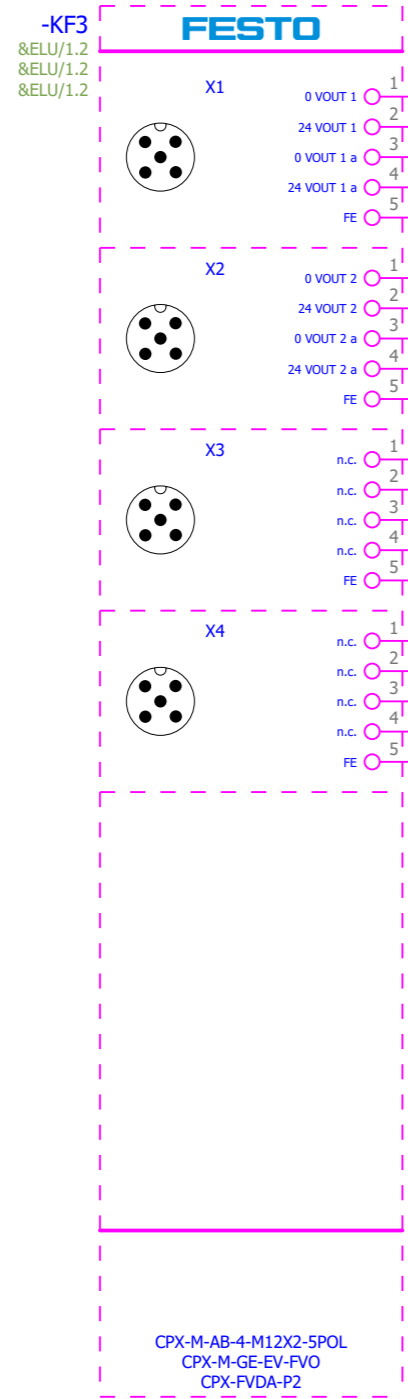 -KF3
FESTO
&ELU/1.2
&ELU/1.2
&ELU/1.2
X1
0 VOUT 1 1
24 VOUT 1 2
0 VOUT 1 a 3
24 VOUT 1 a 4
FE 5
X2
0 VOUT 2 1
24 VOUT 2 2
0 VOUT 2 a 3
24 VOUT 2 a 4
FE 5
X3
n.c. 1
n.c. 2
n.c. 3
n.c. 4
FE 5
X4
n.c. 1
n.c. 2
n.c. 3
n.c. 4
FE 5
CPX-M-AB-4-M12X2-5POL
CPX-M-GE-EV-FVO
CPX-FVDA-P2